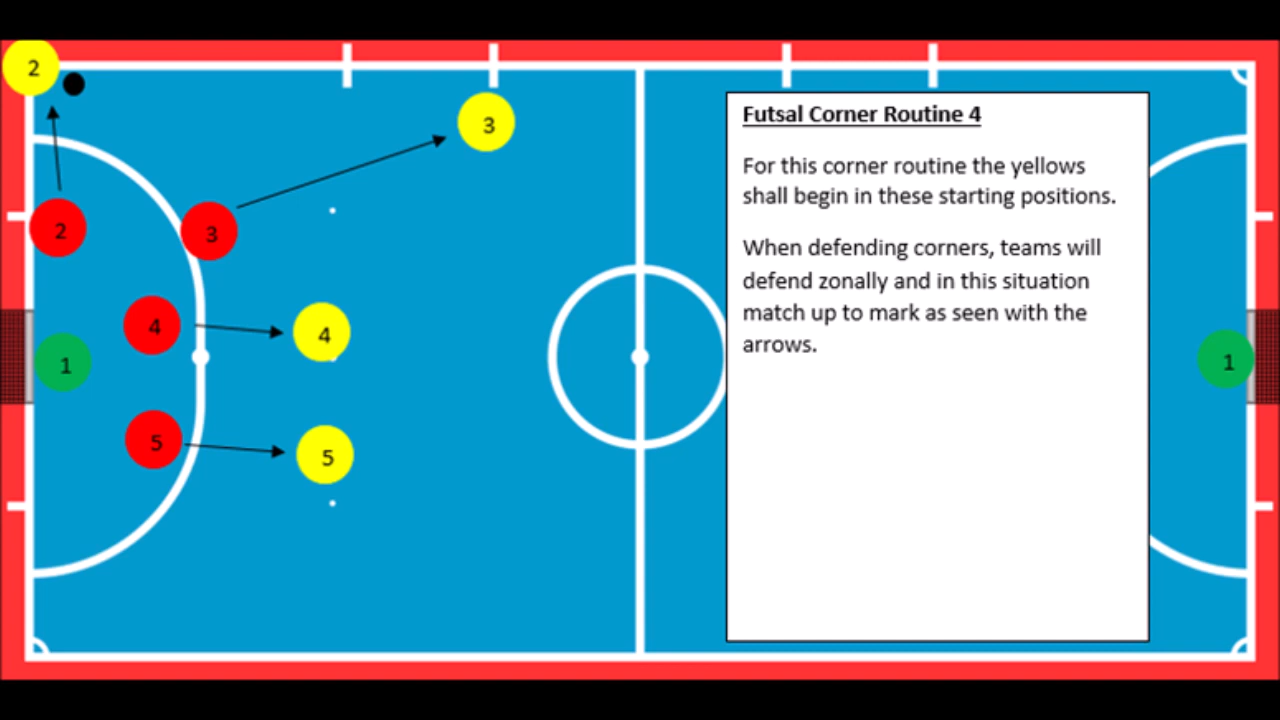 Futsal Corner Routine 4
For this corner routine the yellows
shall begin in these starting positions.
When defending corners, teams will
defend zonally and in this situation
match up to mark as seen with the
arrows.
2
3
2
3
4
4
1
1
5
5